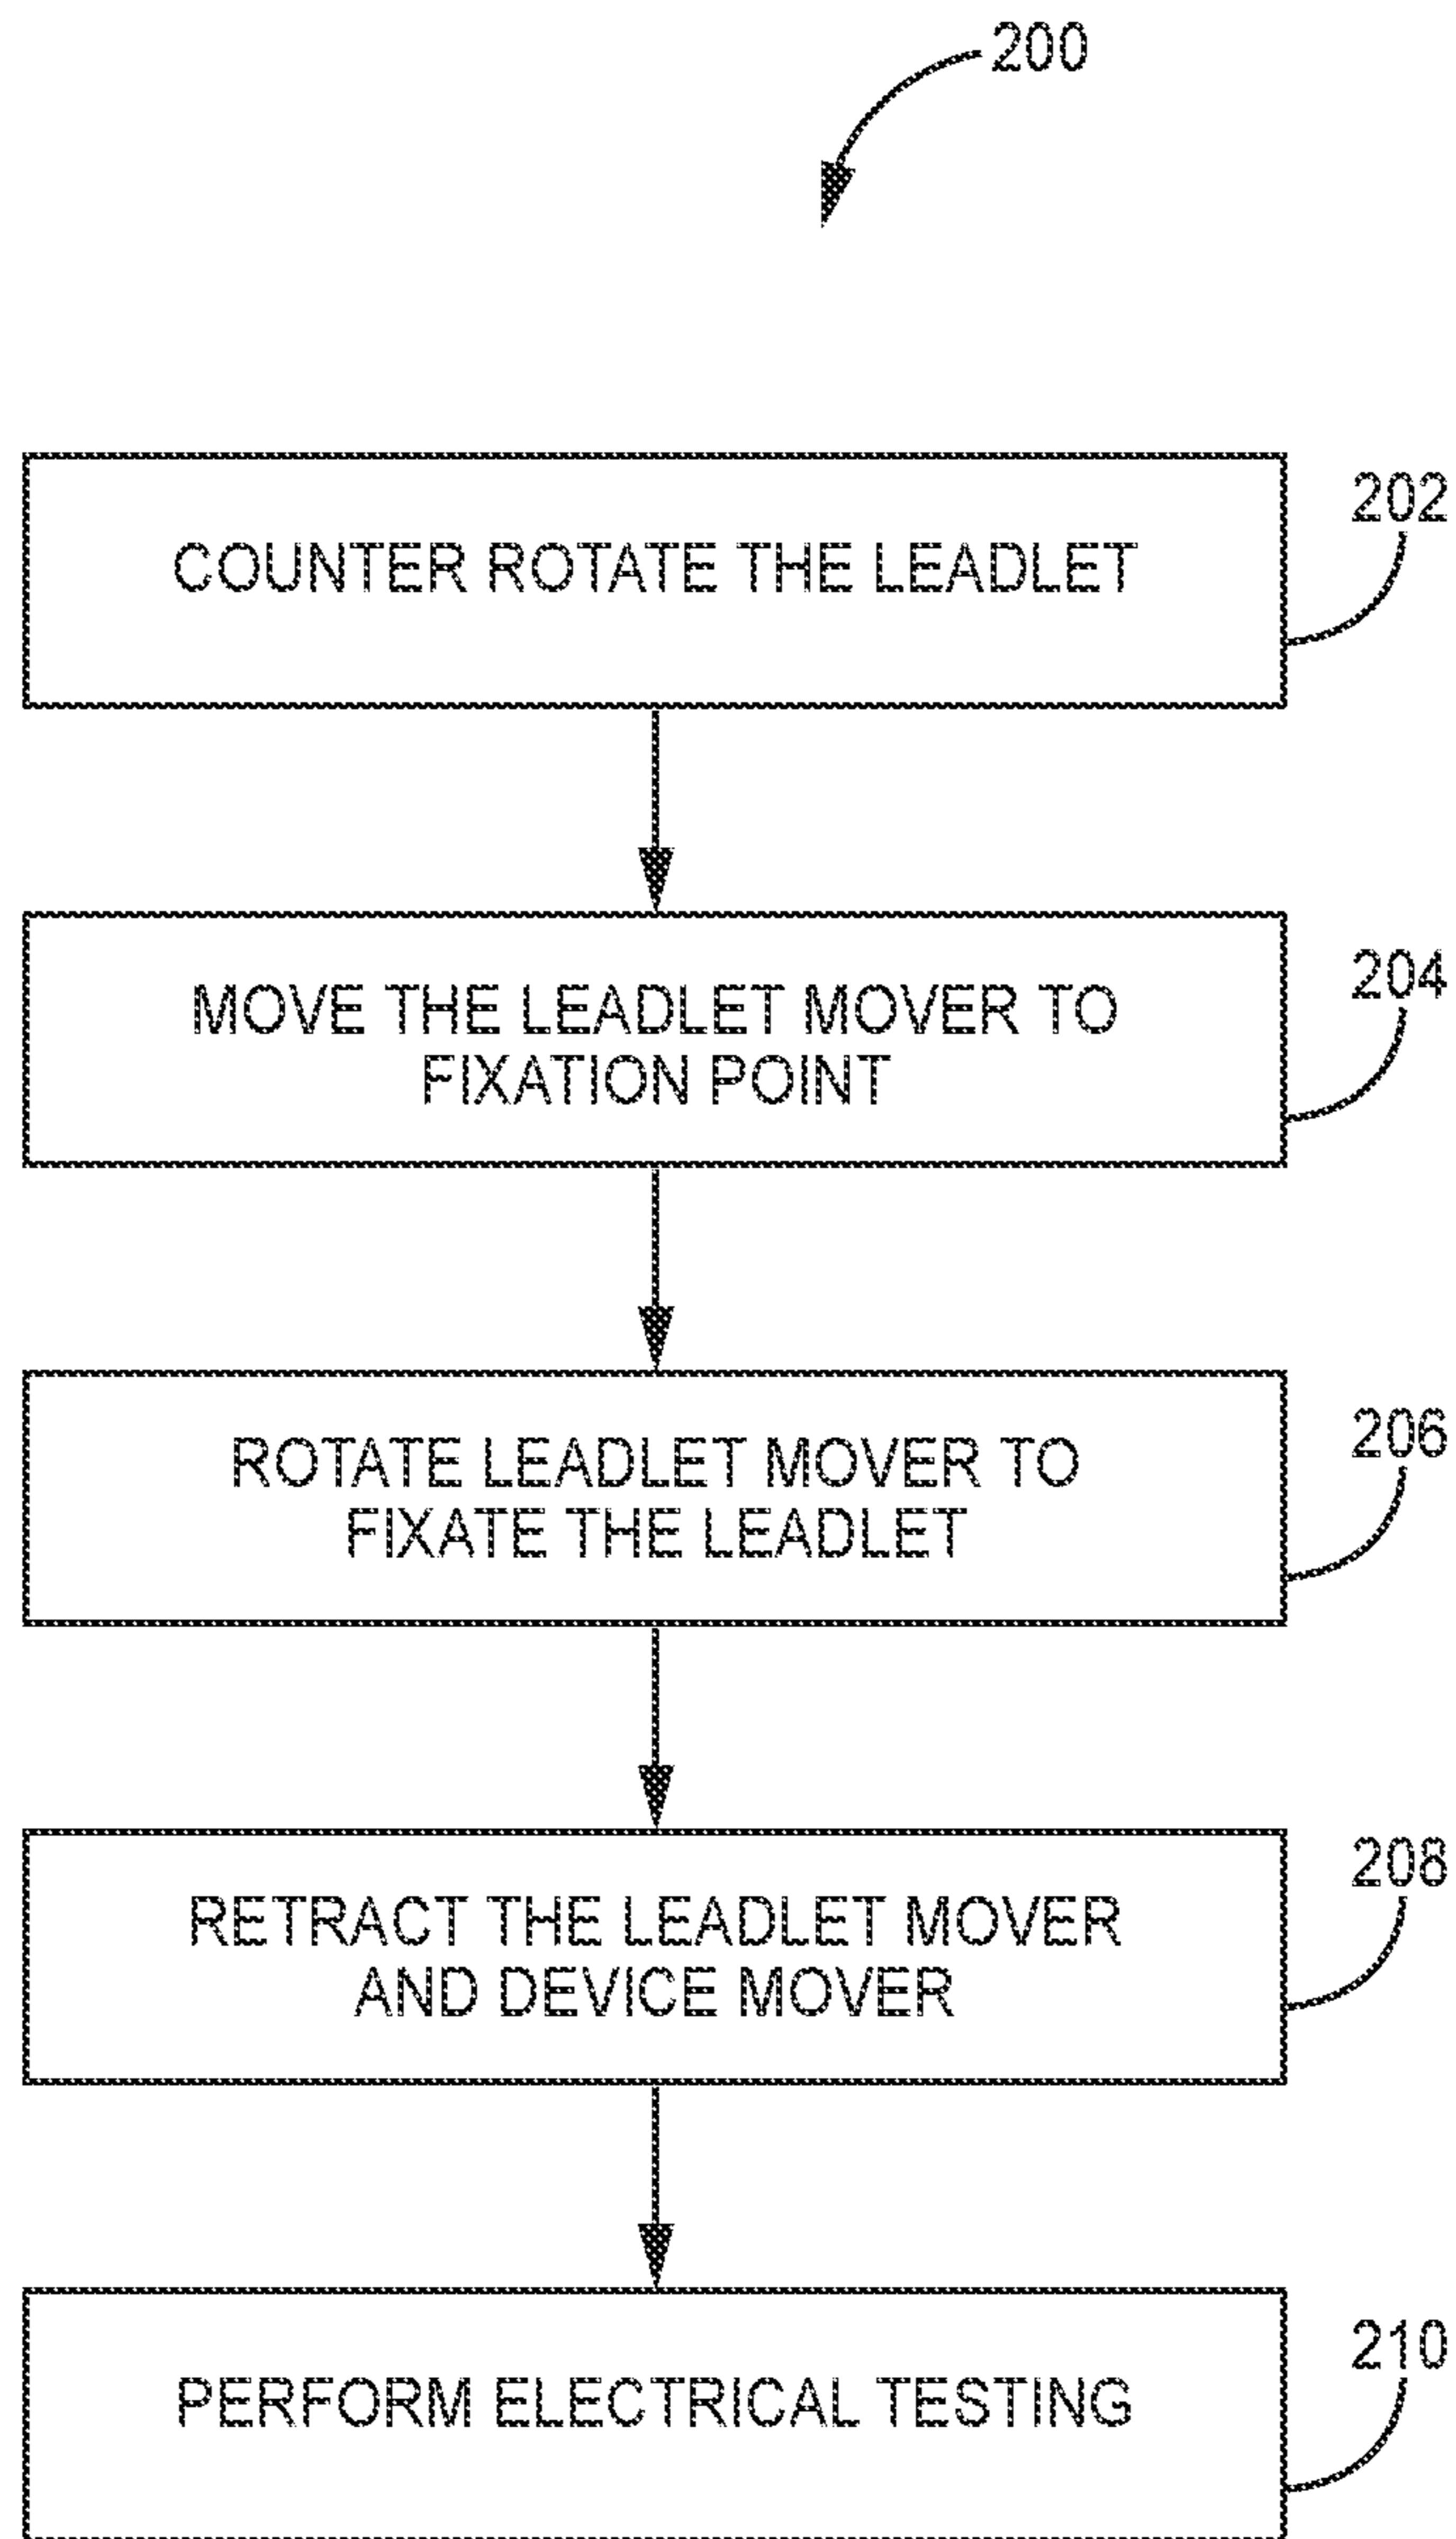 200
COUNTER ROTATE THE LEADLET
202
MOVE THE LEADLET MOVER TO
FIXATION POINT
204
ROTATE LEADLET MOVER TO
FIXATE THE LEADLET
206
RETRACT THE LEADLET MOVER
AND DEVICE MOVER
208
PERFORM ELECTRICAL TESTING
210